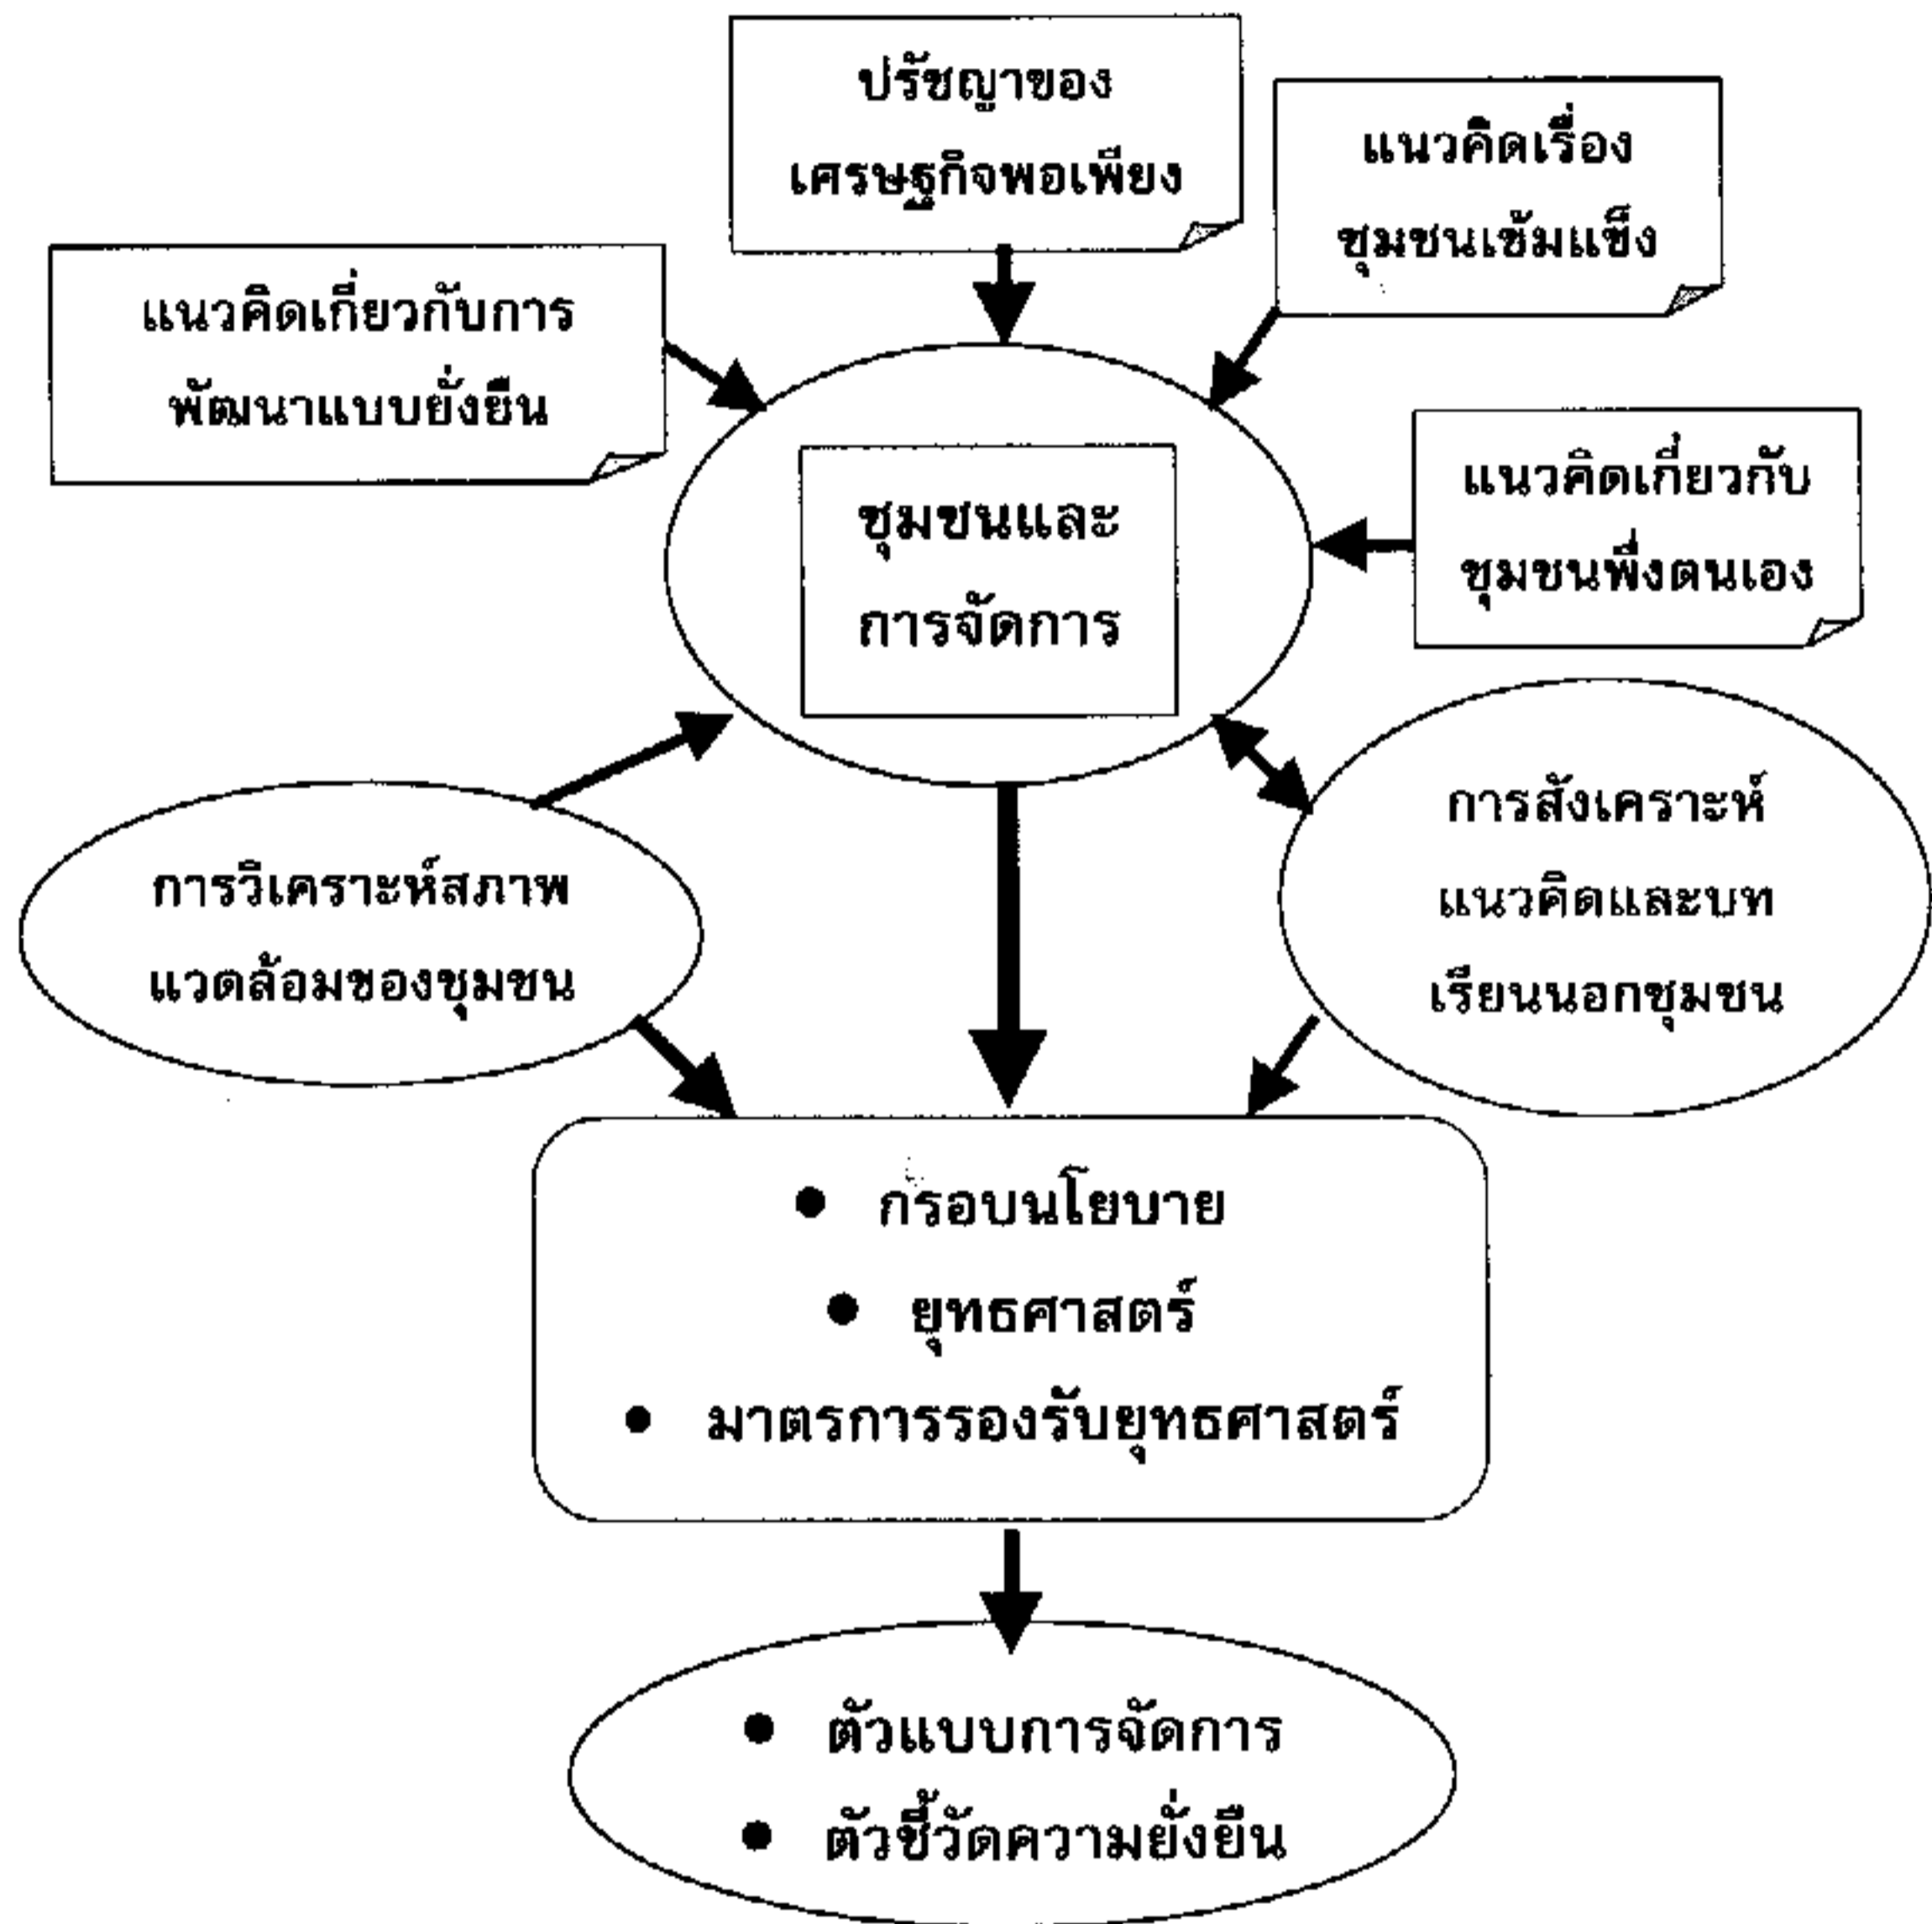 ปรัชญาของ
เศรษฐกิจพอเพียง
แนวคิดเรื่อง
ชุมชนเข้มแข็ง
แนวคิดเกี่ยวกับการ
พัฒนาแบบยั่งยืน
แนวคิดเกี่ยวกับ
ชุมชนพึ่งตนเอง
ชุมชนและ
การจัดการ
การวิเคราะห์สภาพ
แวดล้อมของชุมชน
การสังเคราะห์
แนวคิดและบท
เรียนนอกชุมชน
● กรอบนโยบาย
● ยุทธศาสตร์
● มาตรการรองรับยุทธศาสตร์
● ตัวแบบการจัดการ
● ตัวชี้วัดความยั่งยืน